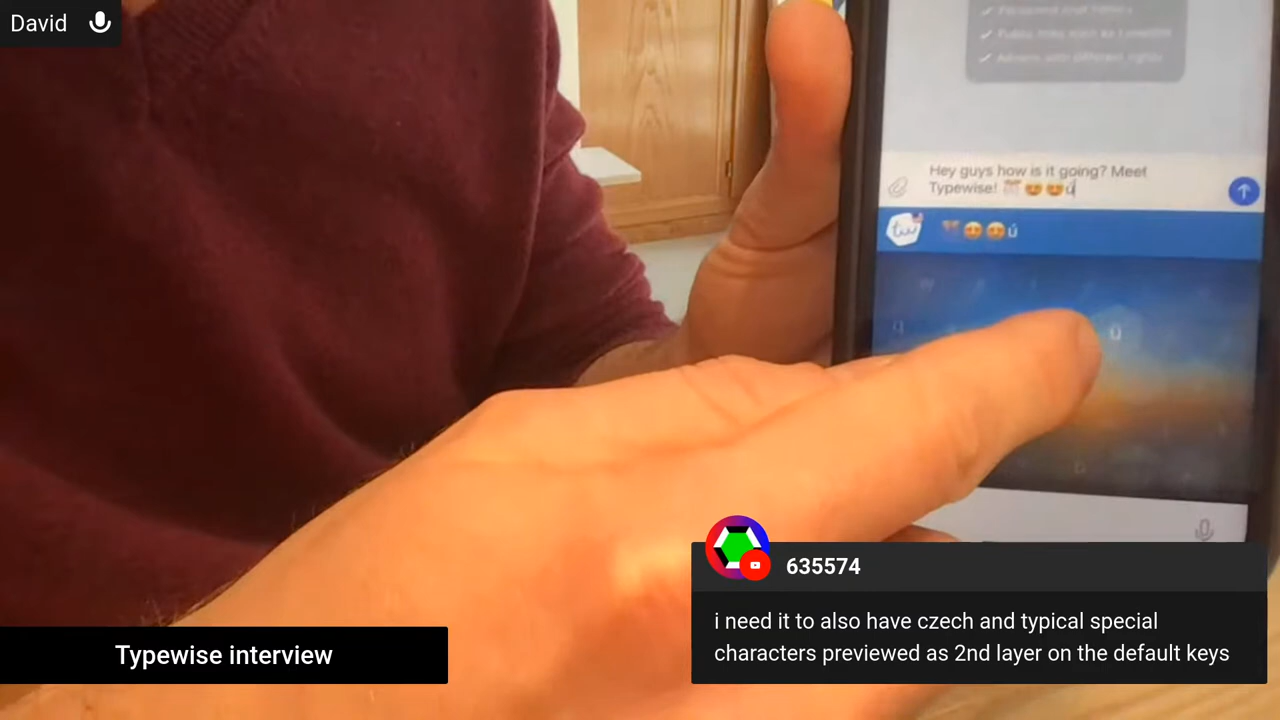 David
Hey guys how is it going? Meet
Typewise! 🎊😍😍ú
tw 😍😍ú
q
ú
635574
i need it to also have czech and typical special
characters previewed as 2nd layer on the default keys
Typewise interview